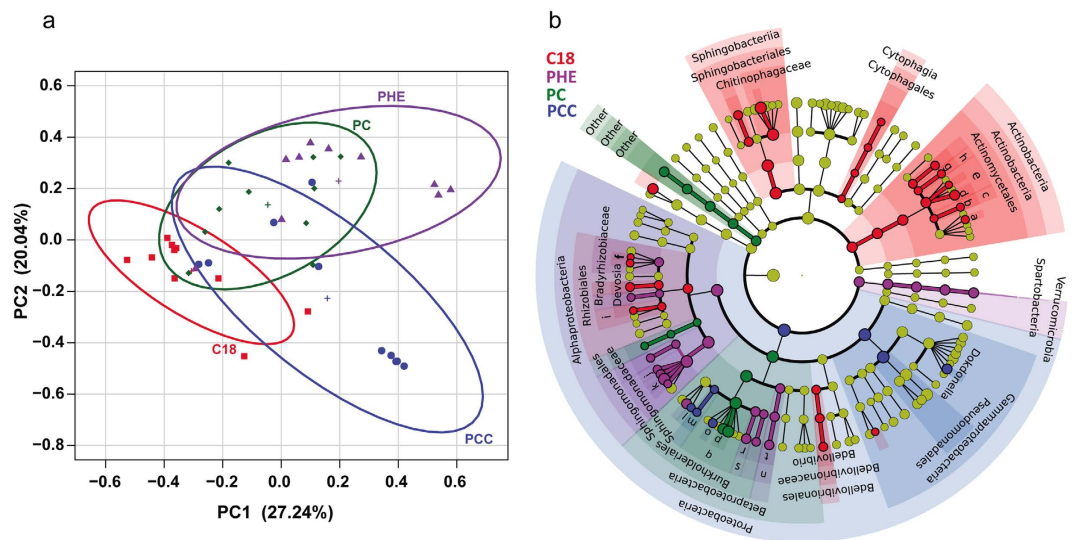 a
0.6
0.4
0.2
0.0
−0.2
−0.4
−0.6
−0.8
PC2 (20.04%)
PHE
PC
C18
PCC
−0.6
−0.4
−0.2
0.0
0.2
0.4
0.6
PC1 (27.24%)
b
C18
PHE
PC
PCC
Sphingobacteriia
Sphingobacteriales
Chitinophagaceae
Cytophagia
Cytophagales
Other
Other
Other
Actinobacteria
Actinobacteria
Actinomycetales
h
g
e
c
d
b
a
Verrucomicrobia
Spartobacteria
Dokdonella
Pseudomonadales
Gammaproteobacteria
Bdellovibrio
Bdellovibrionaceae
Bdellovibrionales
Alphaproteobacteria
Rhizobiales
Bradyrhizobiaceae
Devosia
f
i
j
k
Sphingomonadaceae
Sphingomonadales
m
o
p
q
r
s
t
n
Burkholderiales
Betaproteobacteria
Proteobacteria